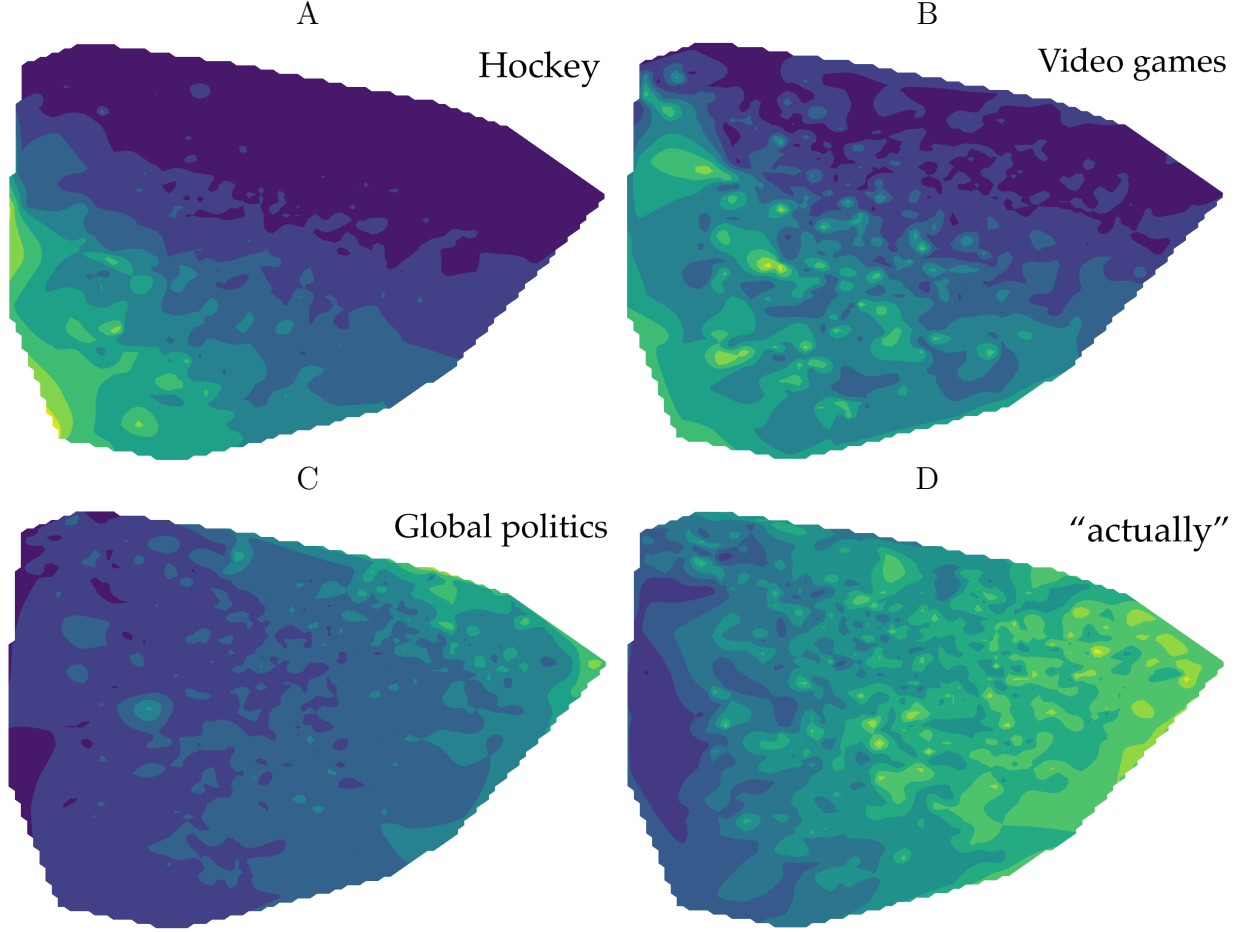 A
Hockey
B
Video games
C
Global politics
D
“actually”